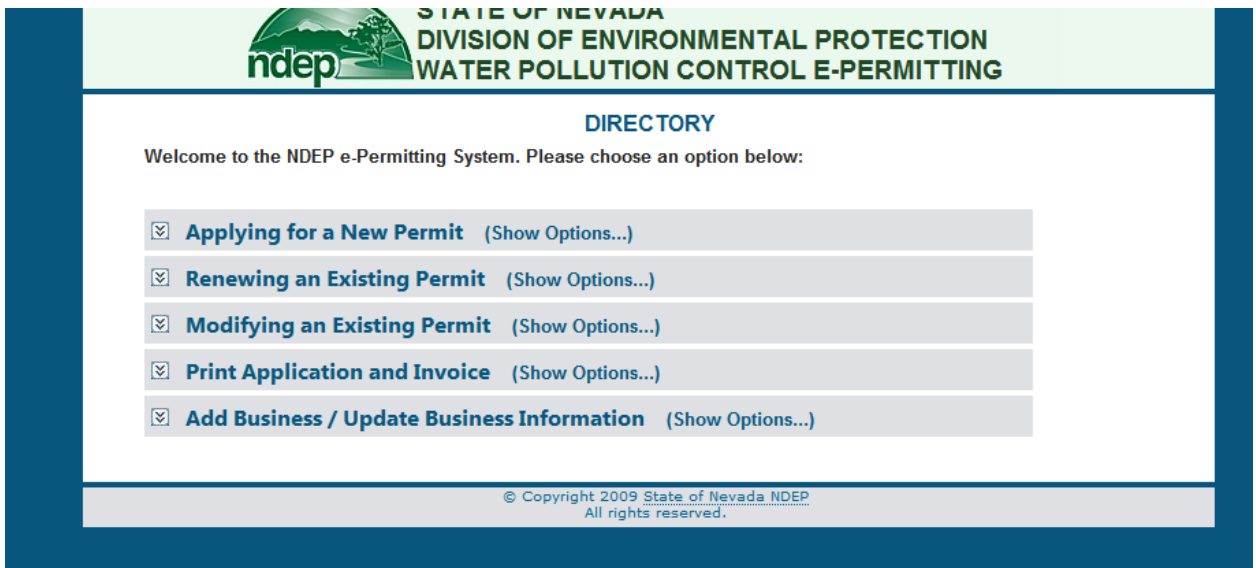 STATE OF NEVADA
DIVISION OF ENVIRONMENTAL PROTECTION
ndep
WATER POLLUTION CONTROL E-PERMITTING
DIRECTORY
Welcome to the NDEP e-Permitting System. Please choose an option below:
Applying for a New Permit (Show Options...)
Renewing an Existing Permit (Show Options...)
Modifying an Existing Permit (Show Options...)
Print Application and Invoice (Show Options...)
Add Business / Update Business Information (Show Options...)
© Copyright 2009 State of Nevada NDEP
All rights reserved.